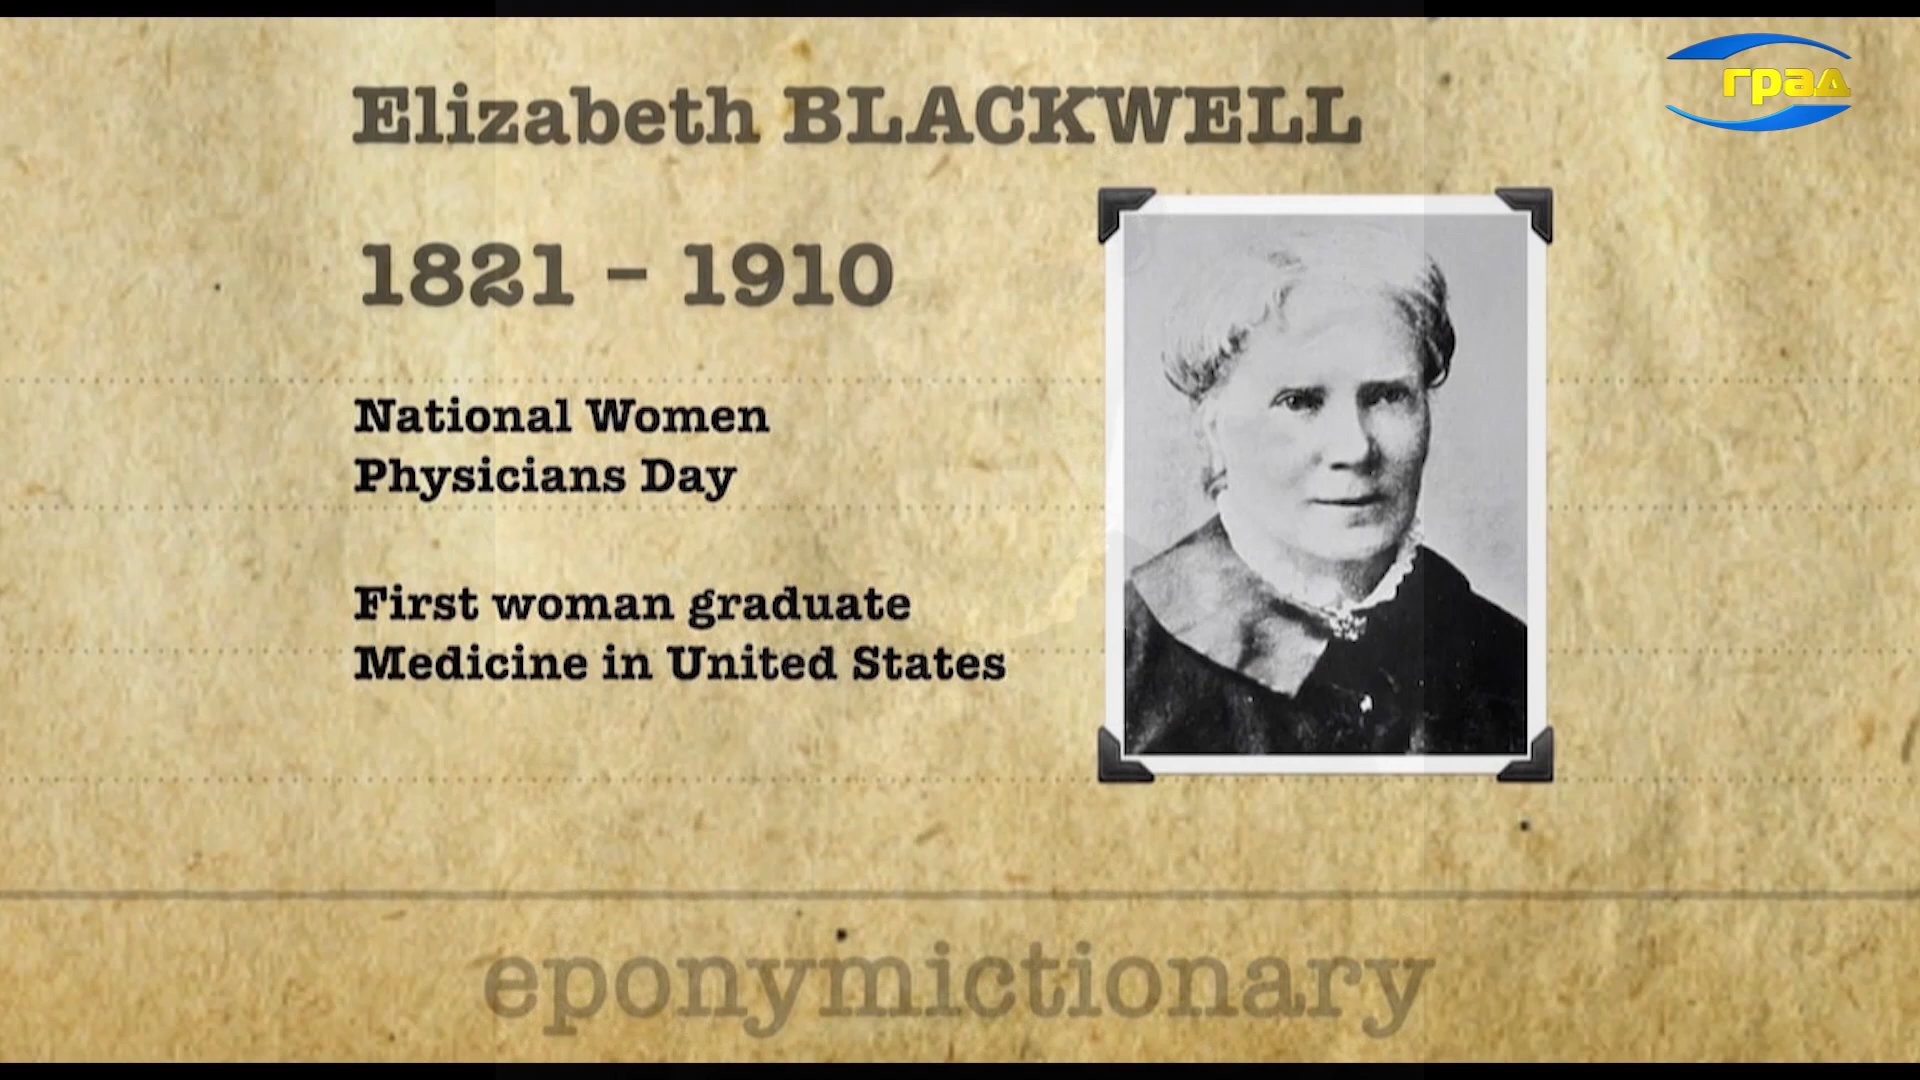 град
Elizabeth BLACKWELL
1821 – 1910
National Women
Physicians Day
First woman graduate
Medicine in United States
eponymictionary